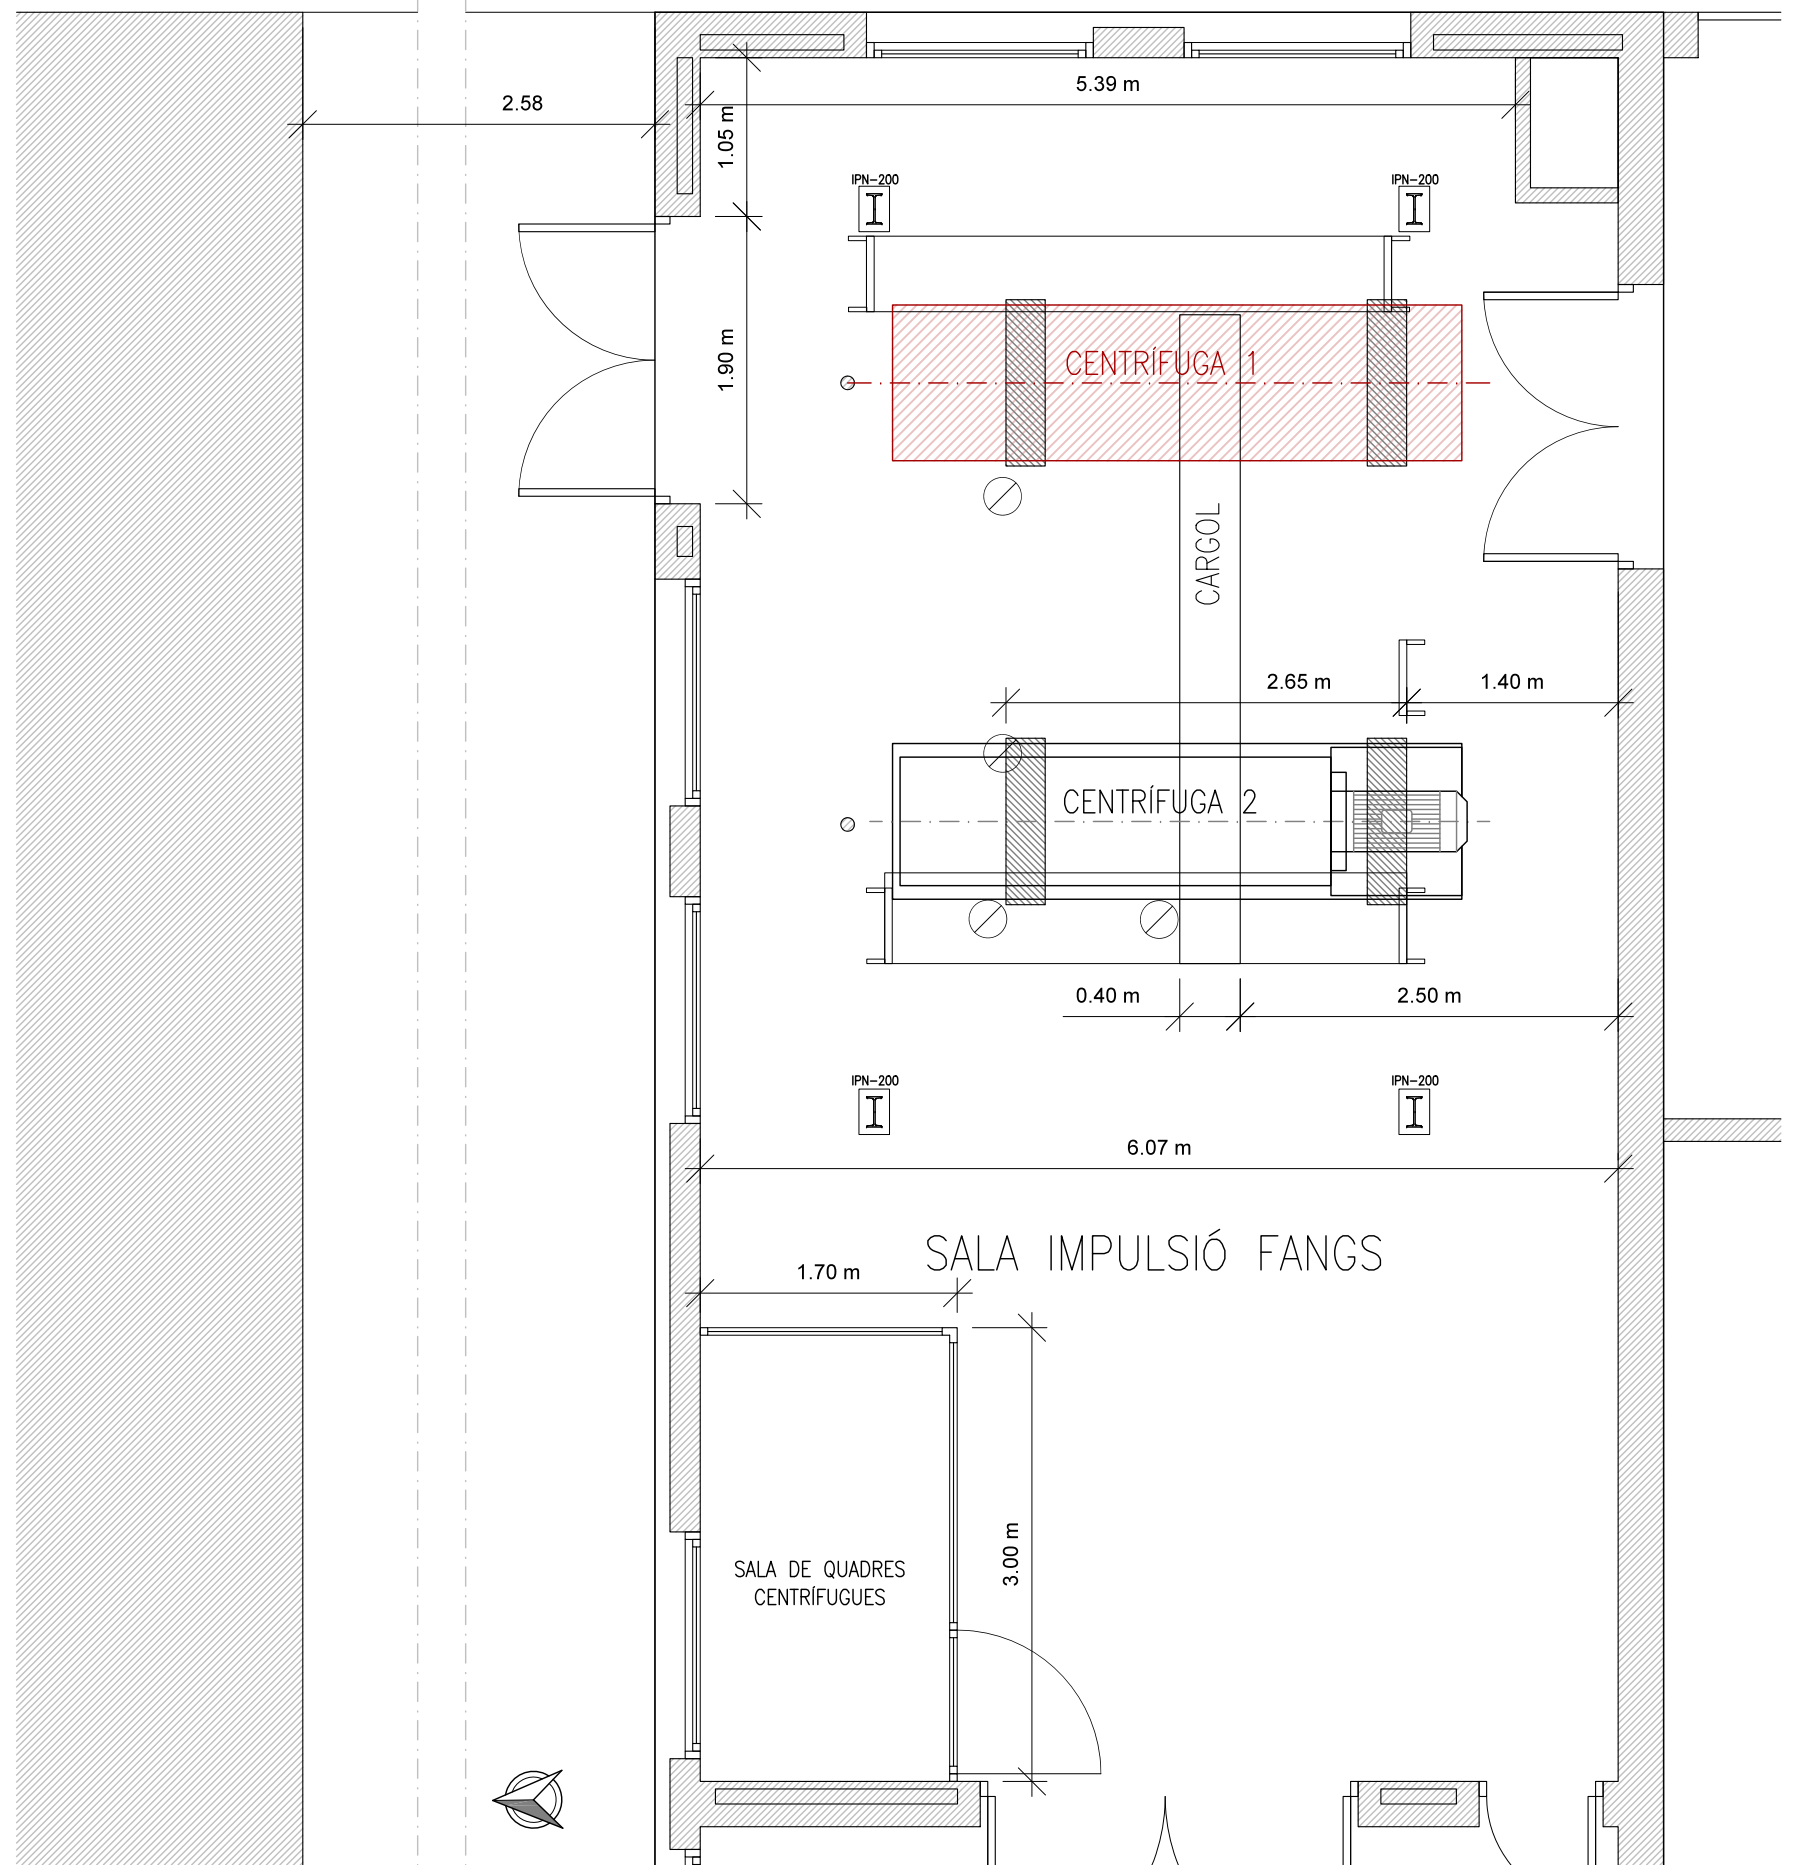 5.39 m
2.58
1.05 m
IPN-200
IPN-200
1.90 m
CENTRÍFUGA 1
CARGOL
2.65 m
1.40 m
CENTRÍFUGA 2
0.40 m
2.50 m
IPN-200
IPN-200
6.07 m
SALA IMPULSIÓ FANGS
1.70 m
3.00 m
SALA DE QUADRES
CENTRÍFUGUES